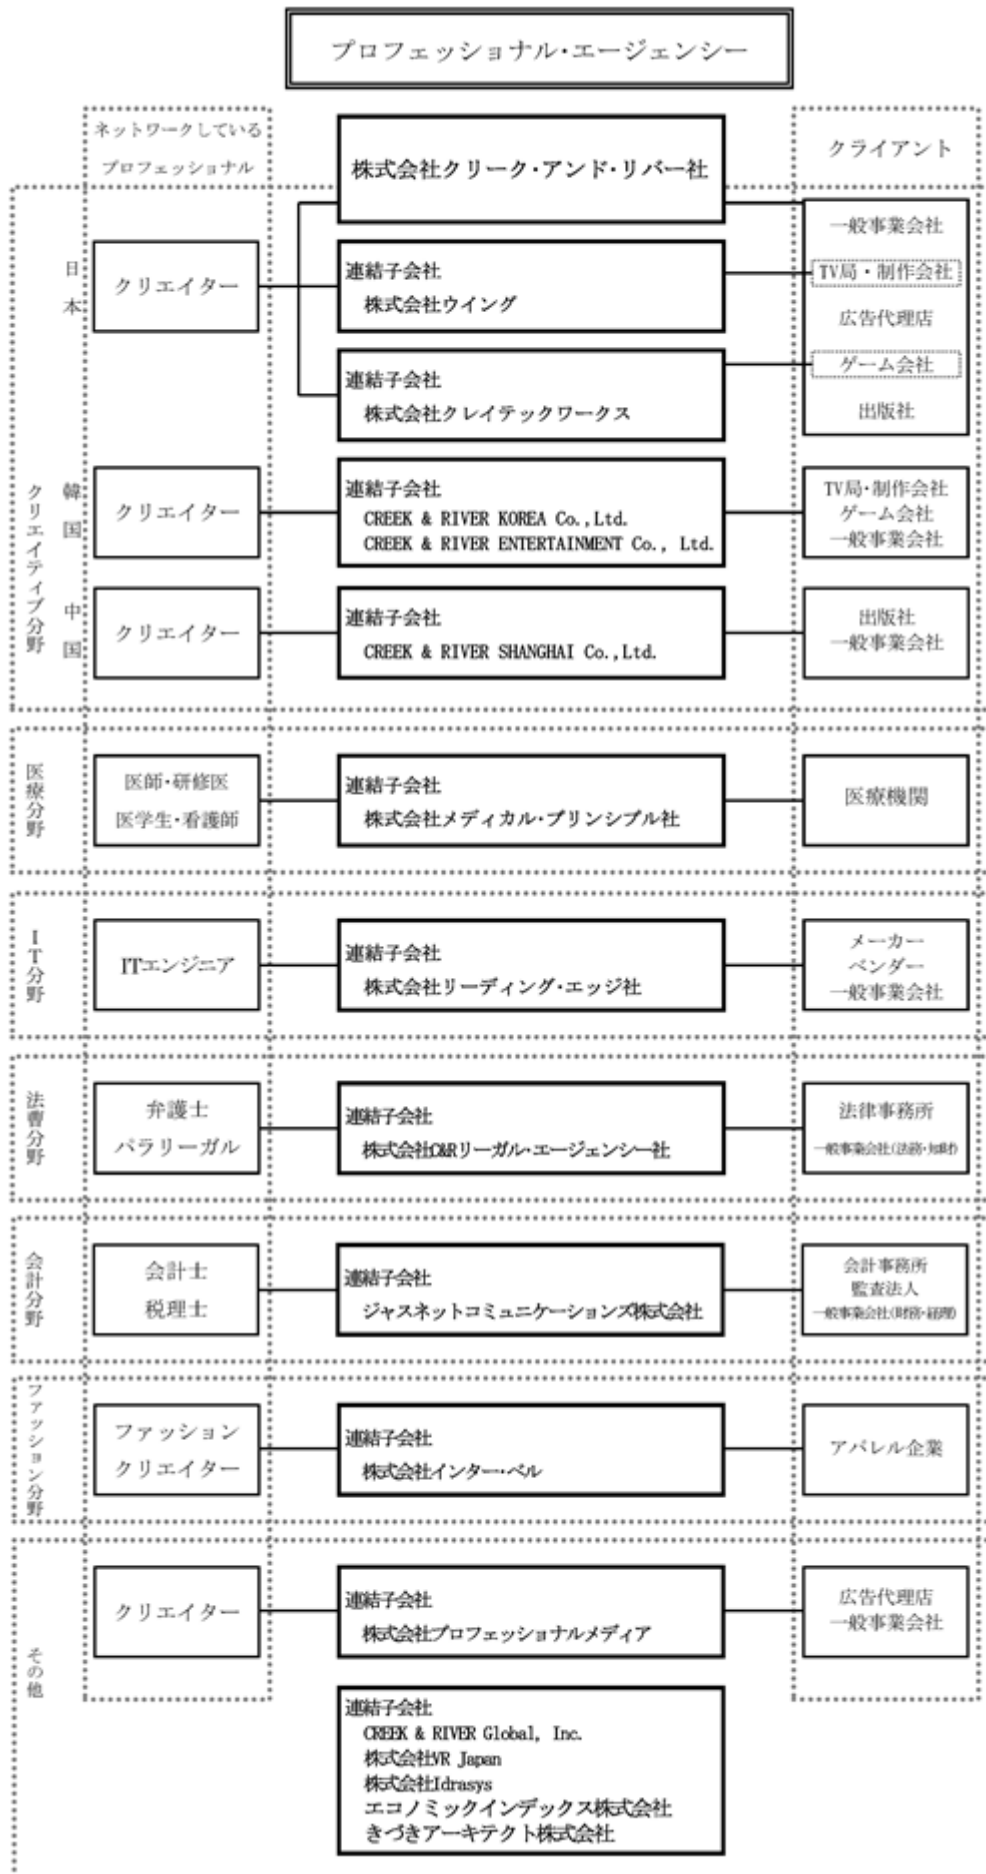 プロフェッショナル・エージェンシー
ネットワークしている
プロフェッショナル
株式会社クリーク・アンド・リバー社
クライアント
クリエイティブ分野
日本
クリエイター
連結子会社
株式会社ウイング
連結子会社
株式会社クレイテックワークス
一般事業会社
TV局・制作会社
広告代理店
ゲーム会社
出版社
韓国
クリエイター
連結子会社
CREEK & RIVER KOREA Co.,Ltd.
CREEK & RIVER ENTERTAINMENT Co., Ltd.
TV局・制作会社
ゲーム会社
一般事業会社
中国
クリエイター
連結子会社
CREEK & RIVER SHANGHAI Co.,Ltd.
出版社
一般事業会社
医療分野
医師・研修医
医学生・看護師
連結子会社
株式会社メディカル・プリンシプル社
医療機関
IT分野
ITエンジニア
連結子会社
株式会社リーディング・エッジ社
メーカー
ベンダー
一般事業会社
法曹分野
弁護士
パラリーガル
連結子会社
株式会社C&Rリーガル・エージェンシー社
法律事務所
一般事業会社(法務・知財)
会計分野
会計士
税理士
連結子会社
ジャスネットコミュニケーションズ株式会社
会計事務所
監査法人
一般事業会社(財務・経理)
ファッション分野
ファッション
クリエイター
連結子会社
株式会社インター・ベル
アパレル企業
その他
クリエイター
連結子会社
株式会社プロフェッショナルメディア
広告代理店
一般事業会社
連結子会社
CREEK & RIVER Global, Inc.
株式会社VR Japan
株式会社Idrasys
エコノミックインデックス株式会社
きづきアーキテクト株式会社